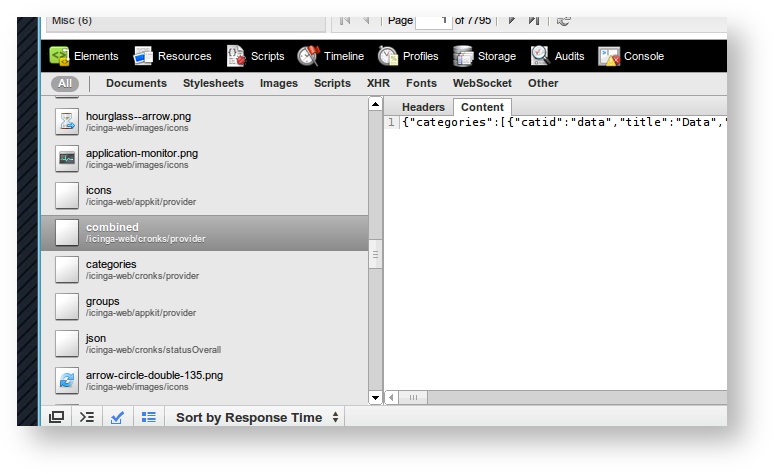 Misc (6)
Page 1 of 7795
Elements Resources Scripts Timeline Profiles Storage Audits Console
All Documents Stylesheets Images Scripts XHR Fonts WebSocket Other
Headers Content
1 {"categories":[{"catid":"data","title":"Data","
hourglass--arrow.png
/icinga-web/images/icons
application-monitor.png
/icinga-web/images/icons
icons
/icinga-web/appkit/provider
combined
/icinga-web/cronks/provider
categories
/icinga-web/cronks/provider
groups
/icinga-web/appkit/provider
json
/icinga-web/cronks/statusOverall
arrow-circle-double-135.png
/icinga-web/images/icons
Sort by Response Time